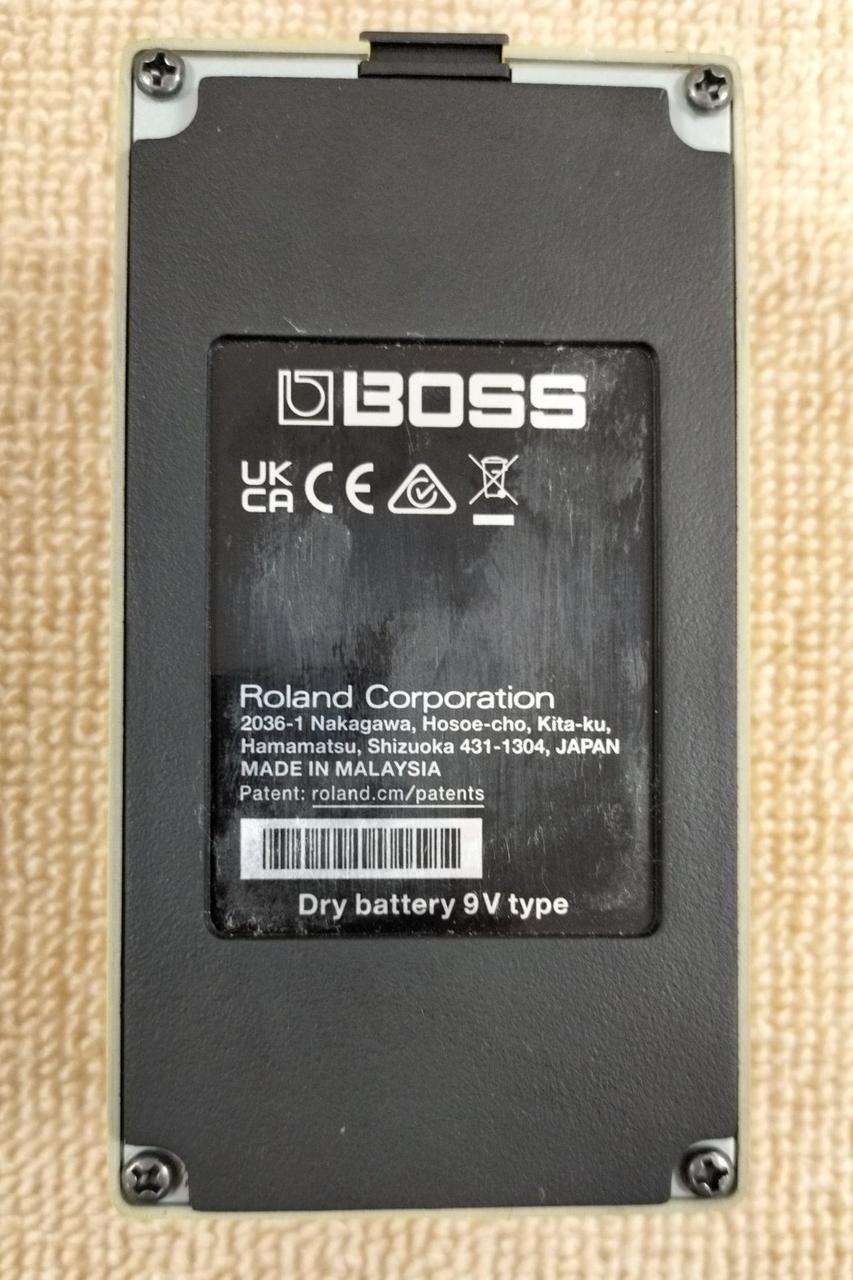 BOSS
UK
CA CE
Roland Corporation
2036-1 Nakagawa, Hosoe-cho, Kita-ku,
Hamamatsu, Shizuoka 431-1304, JAPAN
MADE IN MALAYSIA
Patent: roland.cm/patents
Dry battery 9V type